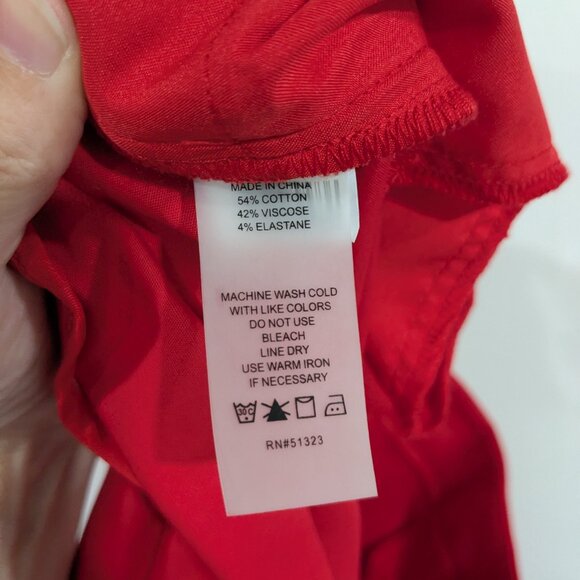 MADE IN CHINA
54% COTTON
42% VISCOSE
4% ELASTANE
MACHINE WASH COLD
WITH LIKE COLORS
DO NOT USE
BLEACH
LINE DRY
USE WARM IRON
IF NECESSARY
30C
RN#51323